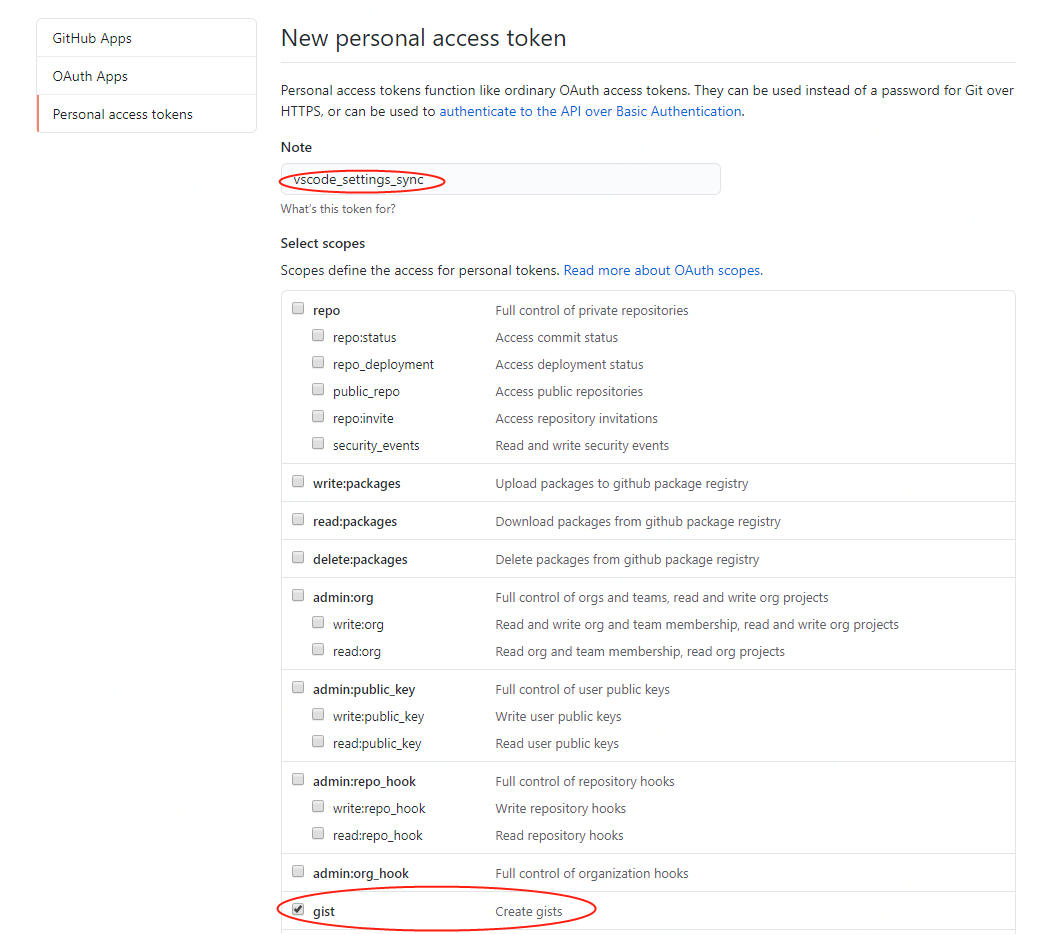 GitHub Apps
OAuth Apps
Personal access tokens
New personal access token
Personal access tokens function like ordinary OAuth access tokens. They can be used instead of a password for Git over
HTTPS, or can be used to authenticate to the API over Basic Authentication.
Note
vscode_settings_sync
What's this token for?
Select scopes
Scopes define the access for personal tokens. Read more about OAuth scopes.
repo Full control of private repositories
repo:status Access commit status
repo_deployment Access deployment status
public_repo Access public repositories
repo:invite Access repository invitations
security_events Read and write security events
write:packages Upload packages to github package registry
read:packages Download packages from github package registry
delete:packages Delete packages from github package registry
admin:org Full control of orgs and teams, read and write org projects
write:org Read and write org and team membership, read and write org projects
read:org Read org and team membership, read org projects
admin:public_key Full control of user public keys
write:public_key Write user public keys
read:public_key Read user public keys
admin:repo_hook Full control of repository hooks
write:repo_hook Write repository hooks
read:repo_hook Read repository hooks
admin:org_hook Full control of organization hooks
gist Create gists